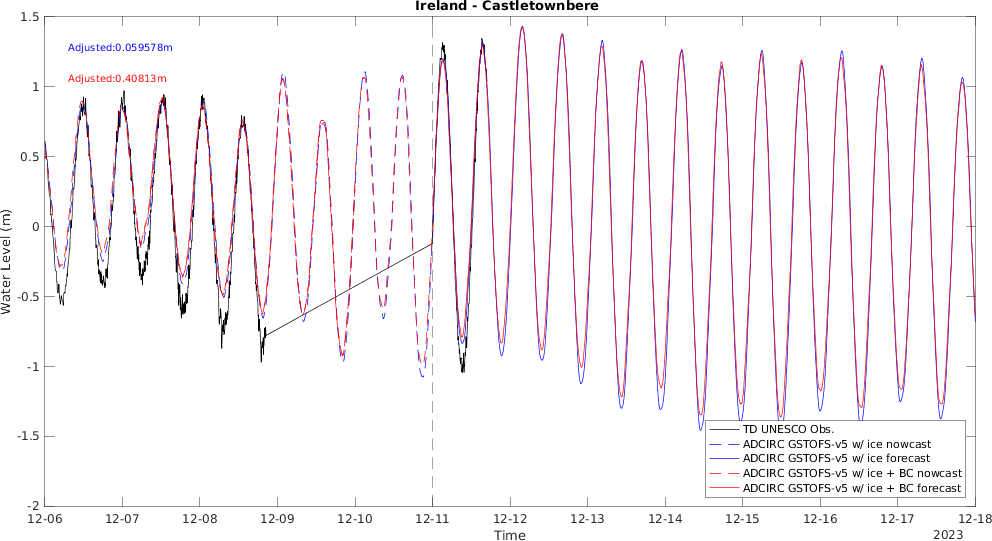 Ireland - Castletownbere
Adjusted:0.059578m
Adjusted:0.40813m
1.5
1
0.5
0
-0.5
-1
-1.5
-2
Water Level (m)
TD UNESCO Obs.
ADCIRC GSTOFS-v5 w/ ice nowcast
ADCIRC GSTOFS-v5 w/ ice forecast
ADCIRC GSTOFS-v5 w/ ice + BC nowcast
ADCIRC GSTOFS-v5 w/ ice + BC forecast
12-06 12-07 12-08 12-09 12-10 12-11 12-12 12-13 12-14 12-15 12-16 12-17 12-18
Time
2023